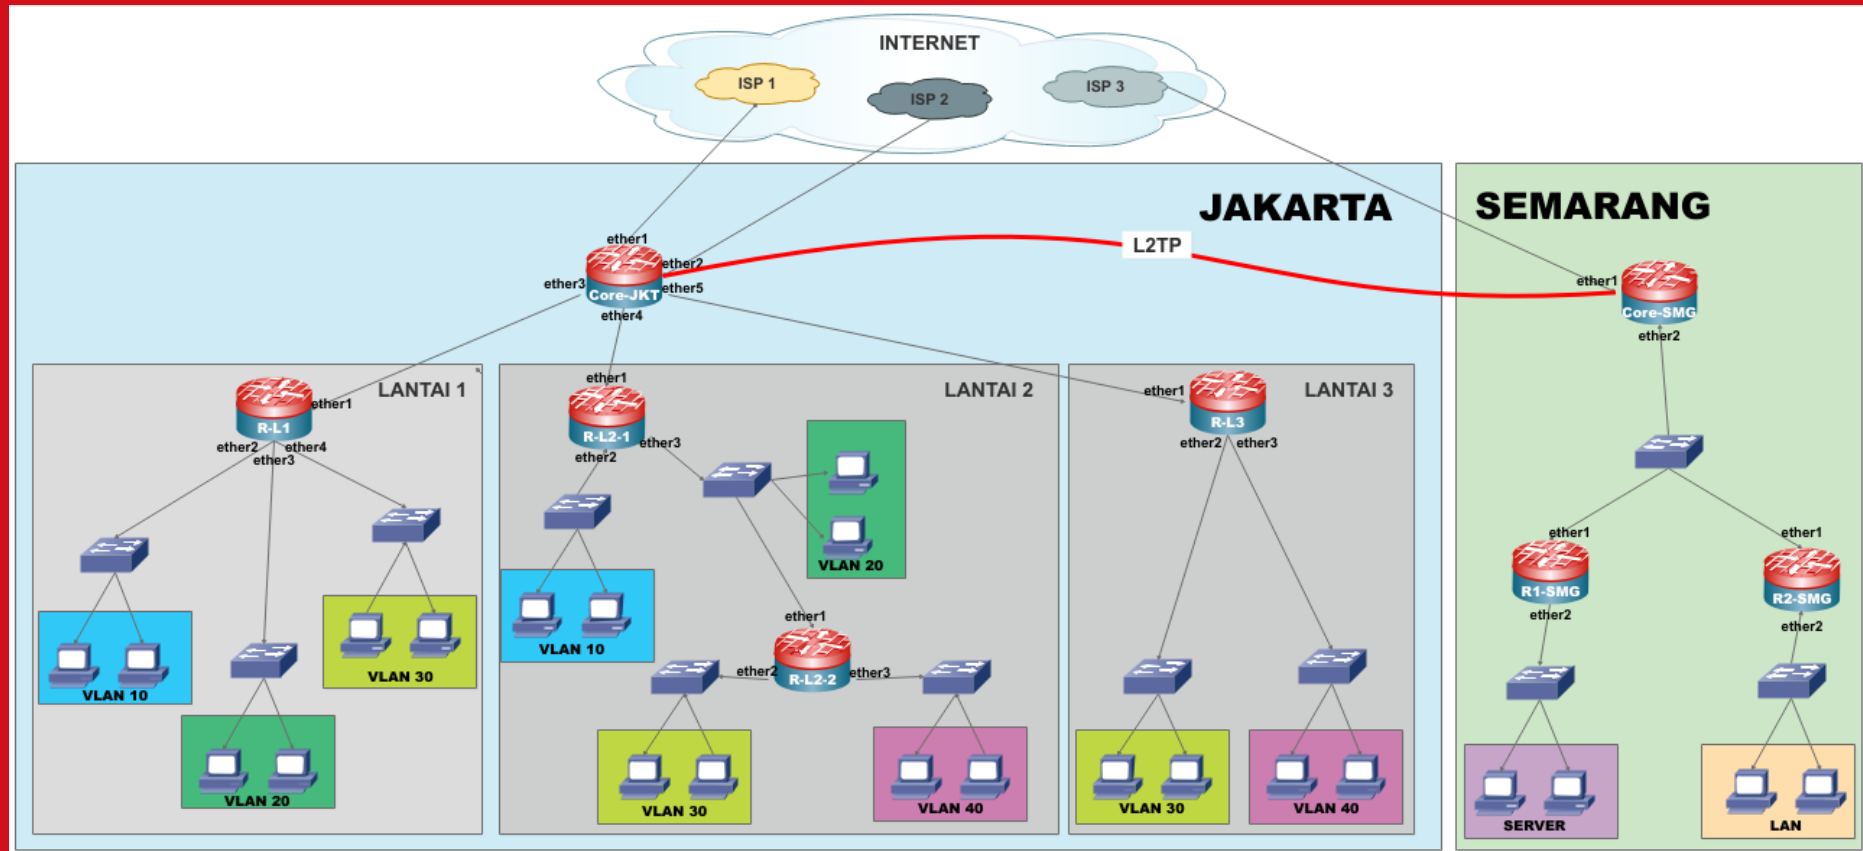 INTERNET
ISP 1
ISP 2
ISP 3
JAKARTA
SEMARANG
L2TP
ether1
ether2
ether3
ether5
Core-JKT
ether4
ether1
Core-SMG
ether2
LANTAI 1
ether1
R-L1
ether2
ether4
ether3
VLAN 10
VLAN 20
VLAN 30
LANTAI 2
ether1
R-L2-1
ether3
ether2
VLAN 10
VLAN 20
ether1
ether2
ether3
R-L2-2
VLAN 30
VLAN 40
LANTAI 3
ether1
R-L3
ether2
ether3
VLAN 30
VLAN 40
ether1
R1-SMG
ether2
SERVER
ether1
R2-SMG
ether2
LAN